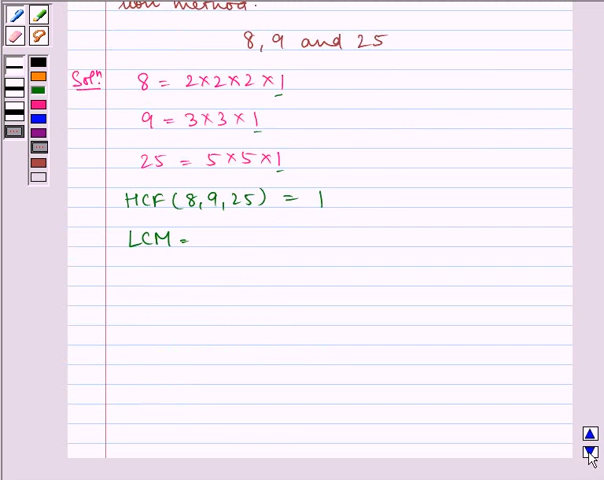 method.
8, 9 and 25
Solⁿ. 8 = 2×2×2×1
9 = 3×3×1
25 = 5×5×1
HCF(8,9,25) = 1
LCM =